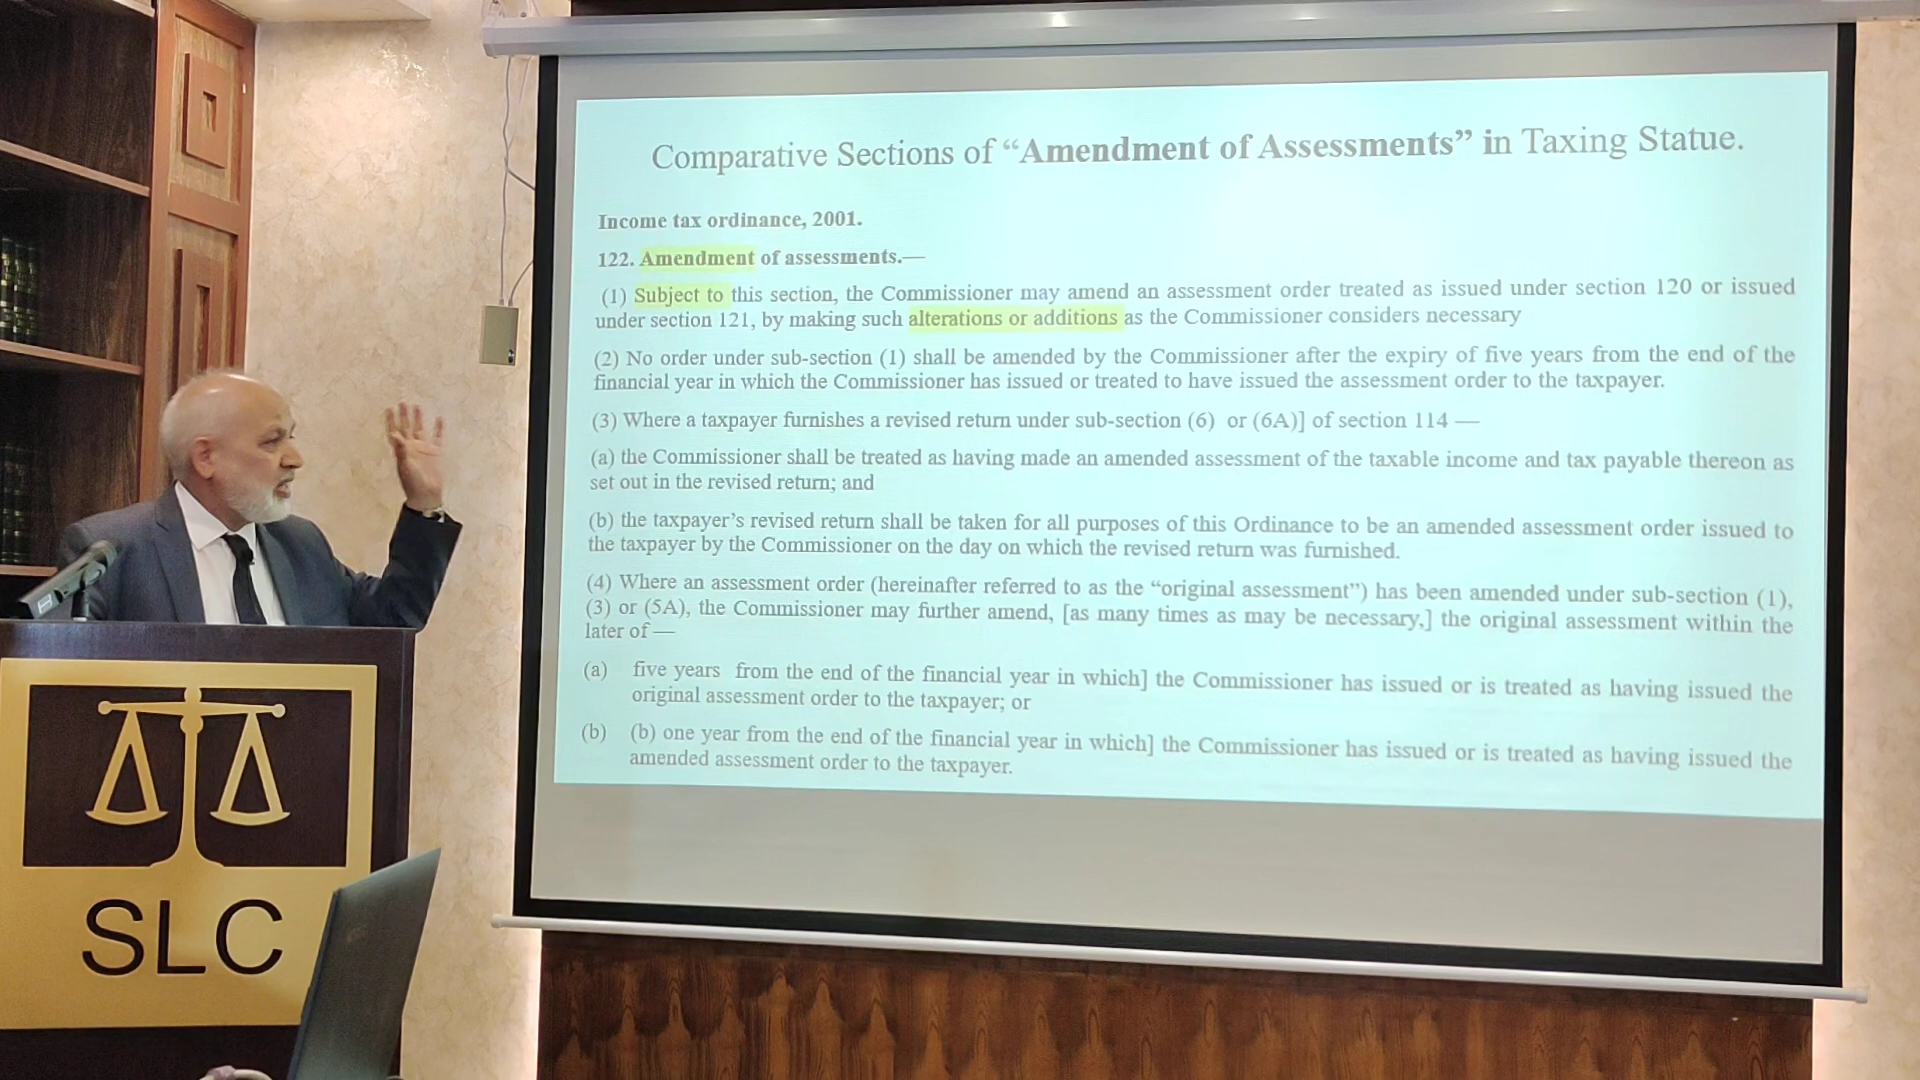 Comparative Sections of “Amendment of Assessments” in Taxing Statue.
Income tax ordinance, 2001.
122. Amendment of assessments.—
(1) Subject to this section, the Commissioner may amend an assessment order treated as issued under section 120 or issued
under section 121, by making such alterations or additions as the Commissioner considers necessary
(2) No order under sub-section (1) shall be amended by the Commissioner after the expiry of five years from the end of the
financial year in which the Commissioner has issued or treated to have issued the assessment order to the taxpayer.
(3) Where a taxpayer furnishes a revised return under sub-section (6) or (6A)] of section 114 —
(a) the Commissioner shall be treated as having made an amended assessment of the taxable income and tax payable thereon as
set out in the revised return; and
(b) the taxpayer’s revised return shall be taken for all purposes of this Ordinance to be an amended assessment order issued to
the taxpayer by the Commissioner on the day on which the revised return was furnished.
(4) Where an assessment order (hereinafter referred to as the “original assessment”) has been amended under sub-section (1),
(3) or (5A), the Commissioner may further amend, [as many times as may be necessary,] the original assessment within the
later of —
(a) five years from the end of the financial year in which] the Commissioner has issued or is treated as having issued the
original assessment order to the taxpayer; or
(b) (b) one year from the end of the financial year in which] the Commissioner has issued or is treated as having issued the
amended assessment order to the taxpayer.
SLC